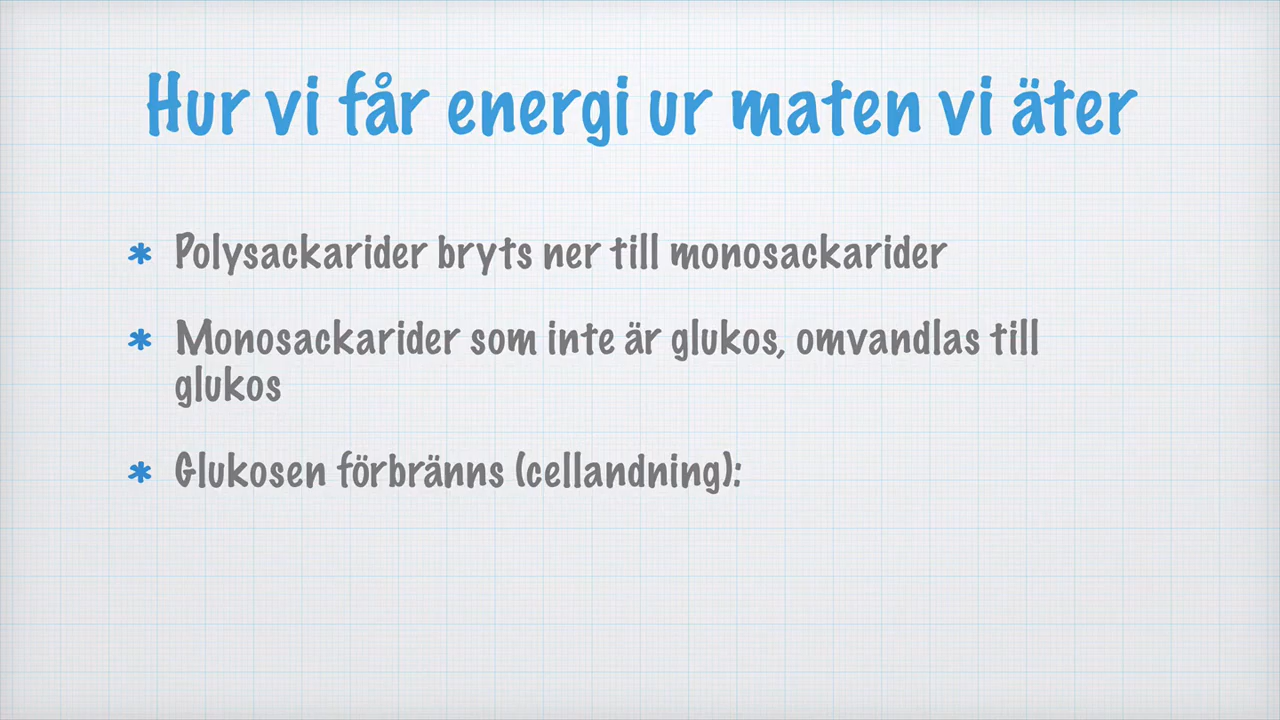 Hur vi får energi ur maten vi äter
* Polysackarider bryts ner till monosackarider
* Monosackarider som inte är glukos, omvandlas till
glukos
* Glukosen förbränns (cellandning):